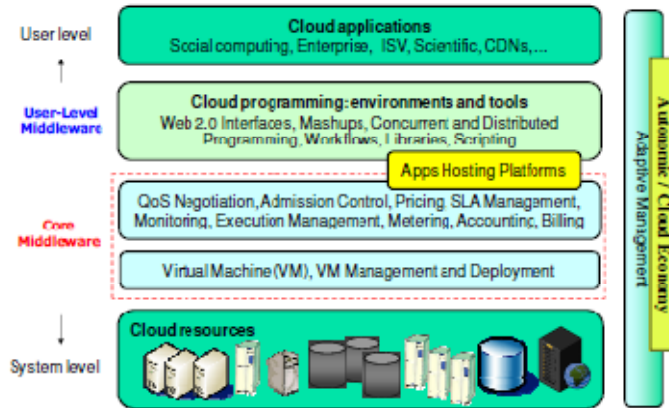 User level
Cloud applications
Social computing, Enterprise, ISV, Scientific, CDNs,...
User-Level
Middleware
Cloud programming: environments and tools
Web 2.0 Interfaces, Mashups, Concurrent and Distributed
Programming, Workflows, Libraries, Scripting
Apps Hosting Platforms
Core
Middleware
QoS Negotiation, Admission Control, Pricing, SLA Management,
Monitoring, Execution Management, Metering, Accounting, Billing
Virtual Machine (VM), VM Management and Deployment
Cloud resources
System level
Adaptive Management
Autonomic / Cloud Economy